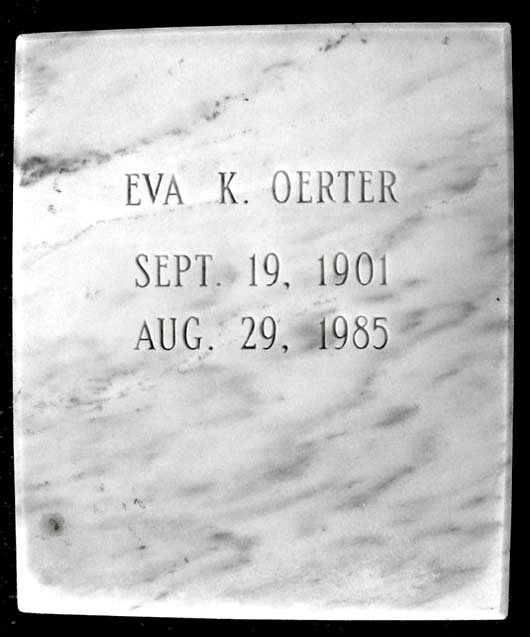 EVA K. OERTER
SEPT. 19, 1901
AUG. 29, 1985